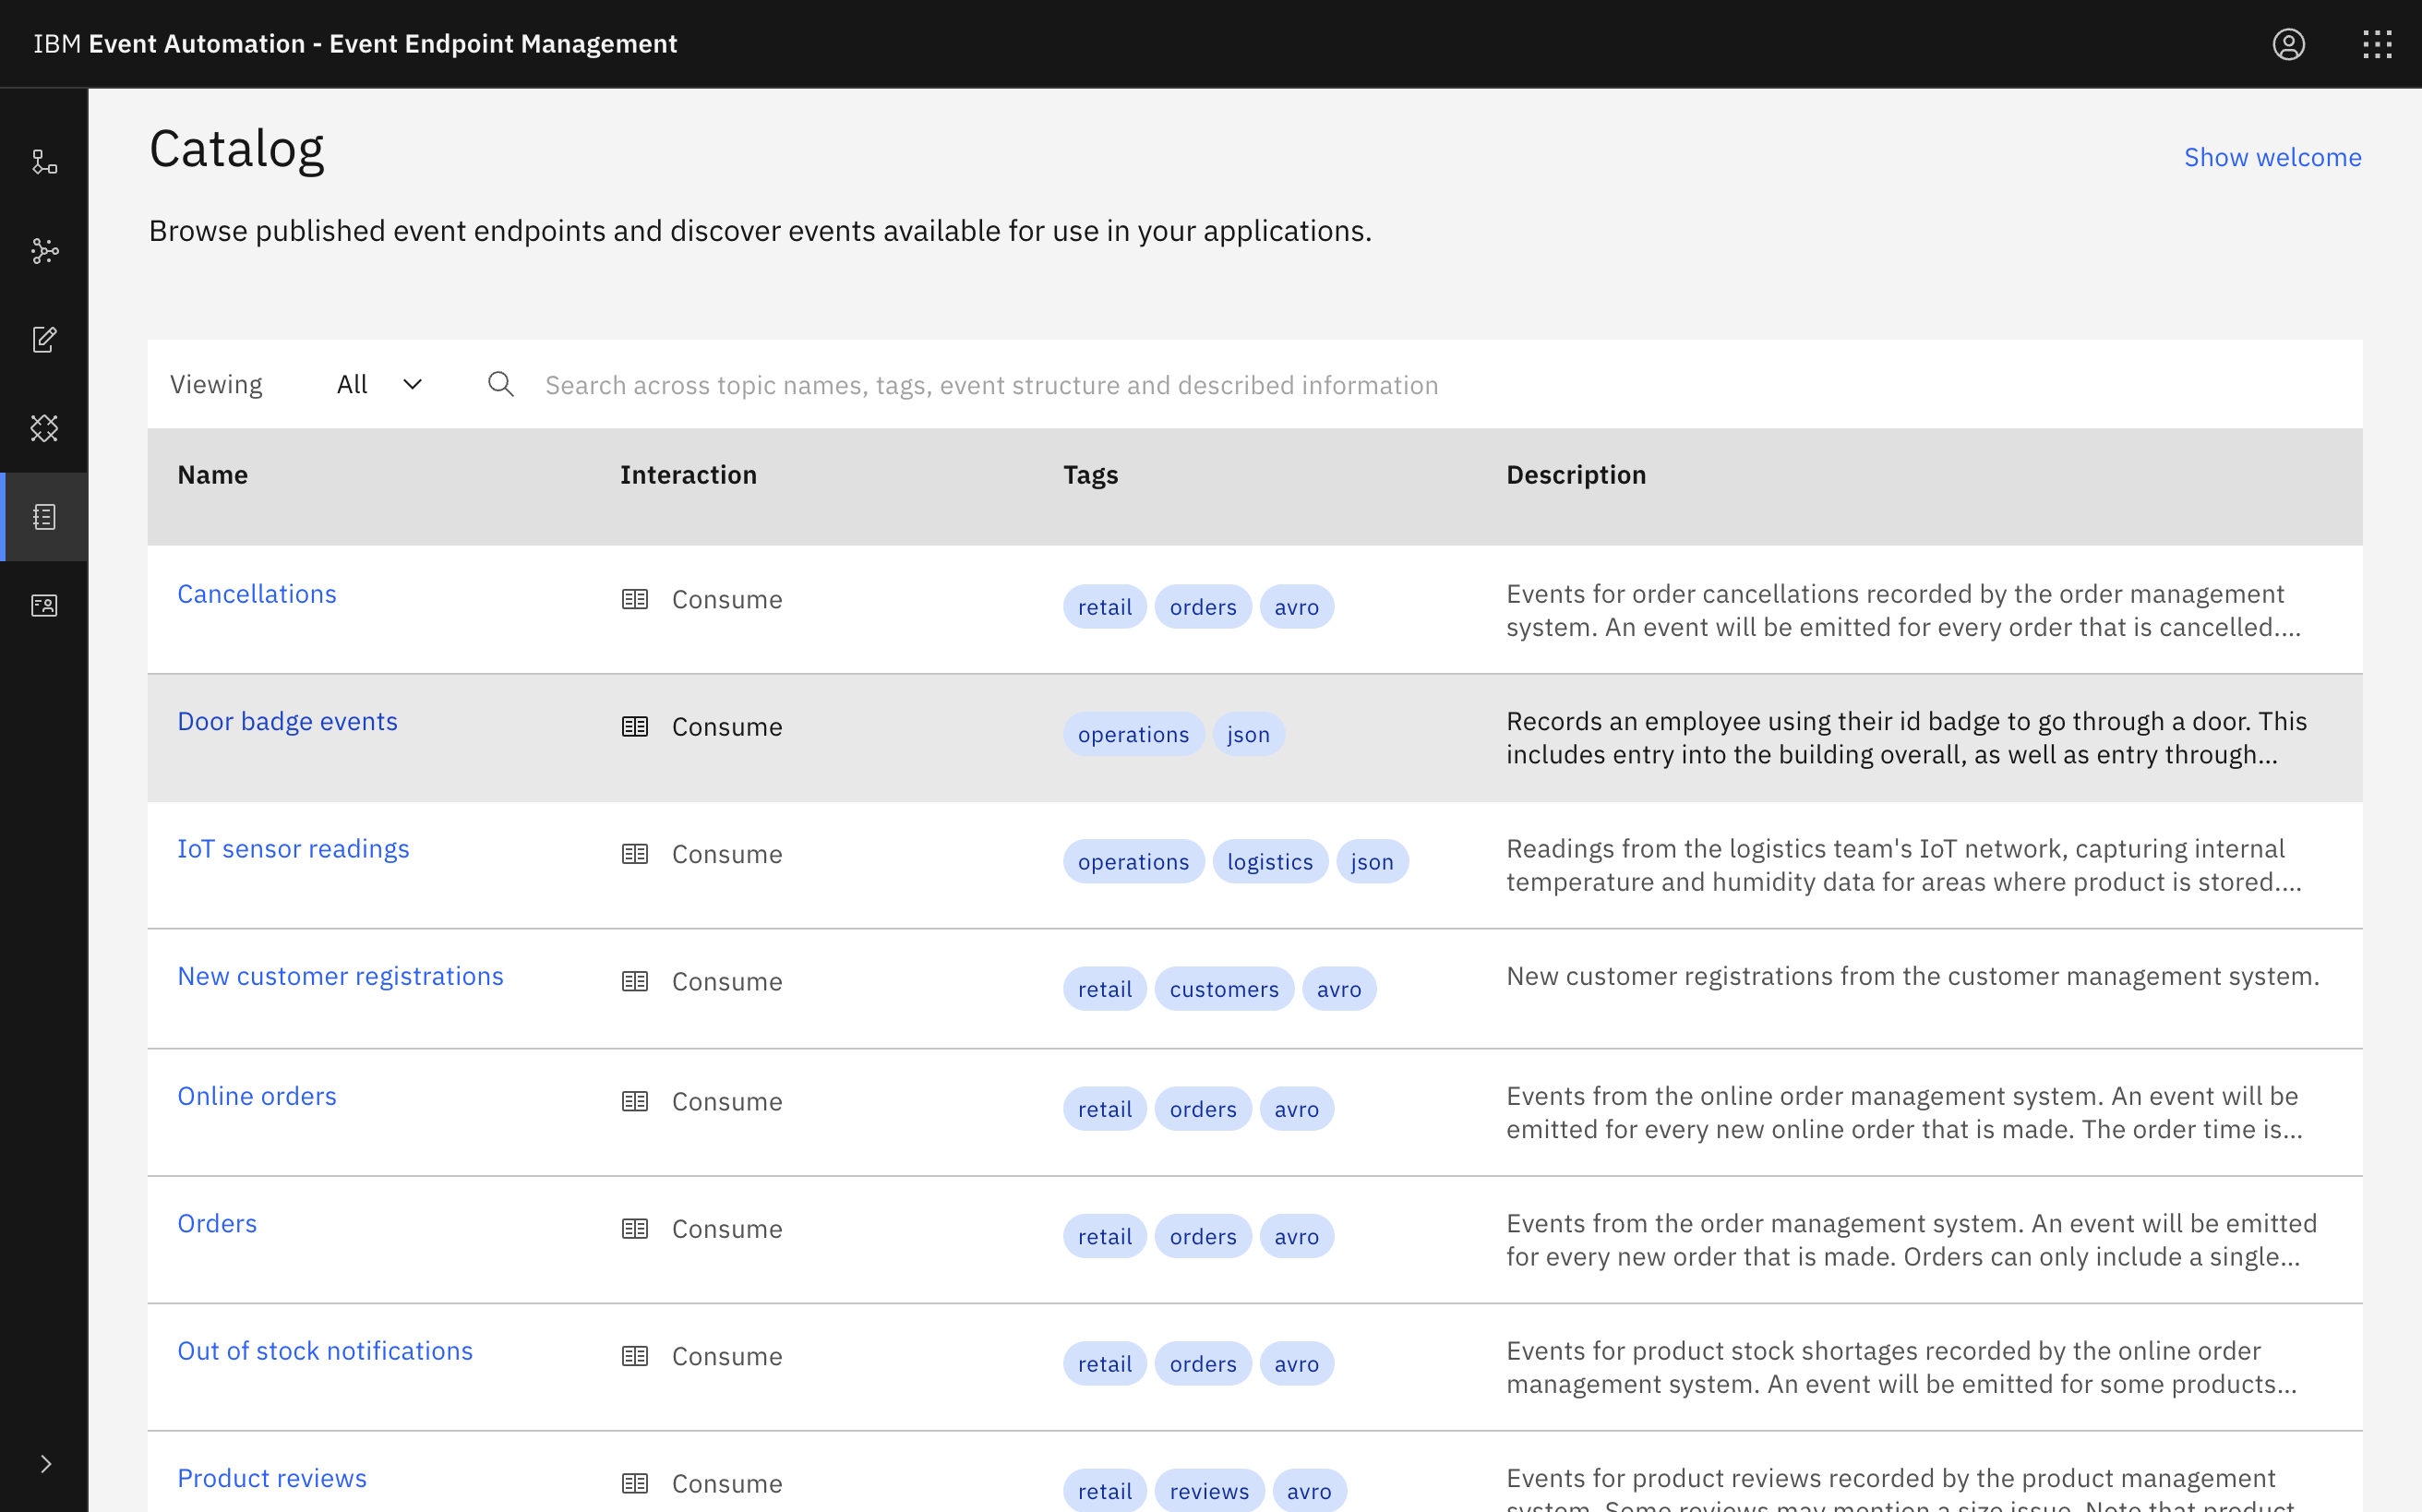 IBM Event Automation - Event Endpoint Management
Catalog
Show welcome
Browse published event endpoints and discover events available for use in your applications.
Viewing All Search across topic names, tags, event structure and described information
Name Interaction Tags Description
Cancellations Consume retail orders avro Events for order cancellations recorded by the order management
system. An event will be emitted for every order that is cancelled....
Door badge events Consume operations json Records an employee using their id badge to go through a door. This
includes entry into the building overall, as well as entry through...
IoT sensor readings Consume operations logistics json Readings from the logistics team's IoT network, capturing internal
temperature and humidity data for areas where product is stored....
New customer registrations Consume retail customers avro New customer registrations from the customer management system.
Online orders Consume retail orders avro Events from the online order management system. An event will be
emitted for every new online order that is made. The order time is...
Orders Consume retail orders avro Events from the order management system. An event will be emitted
for every new order that is made. Orders can only include a single...
Out of stock notifications Consume retail orders avro Events for product stock shortages recorded by the online order
management system. An event will be emitted for some products...
Product reviews Consume retail reviews avro Events for product reviews recorded by the product management
system. Some reviews may mention a size issue. Note that product